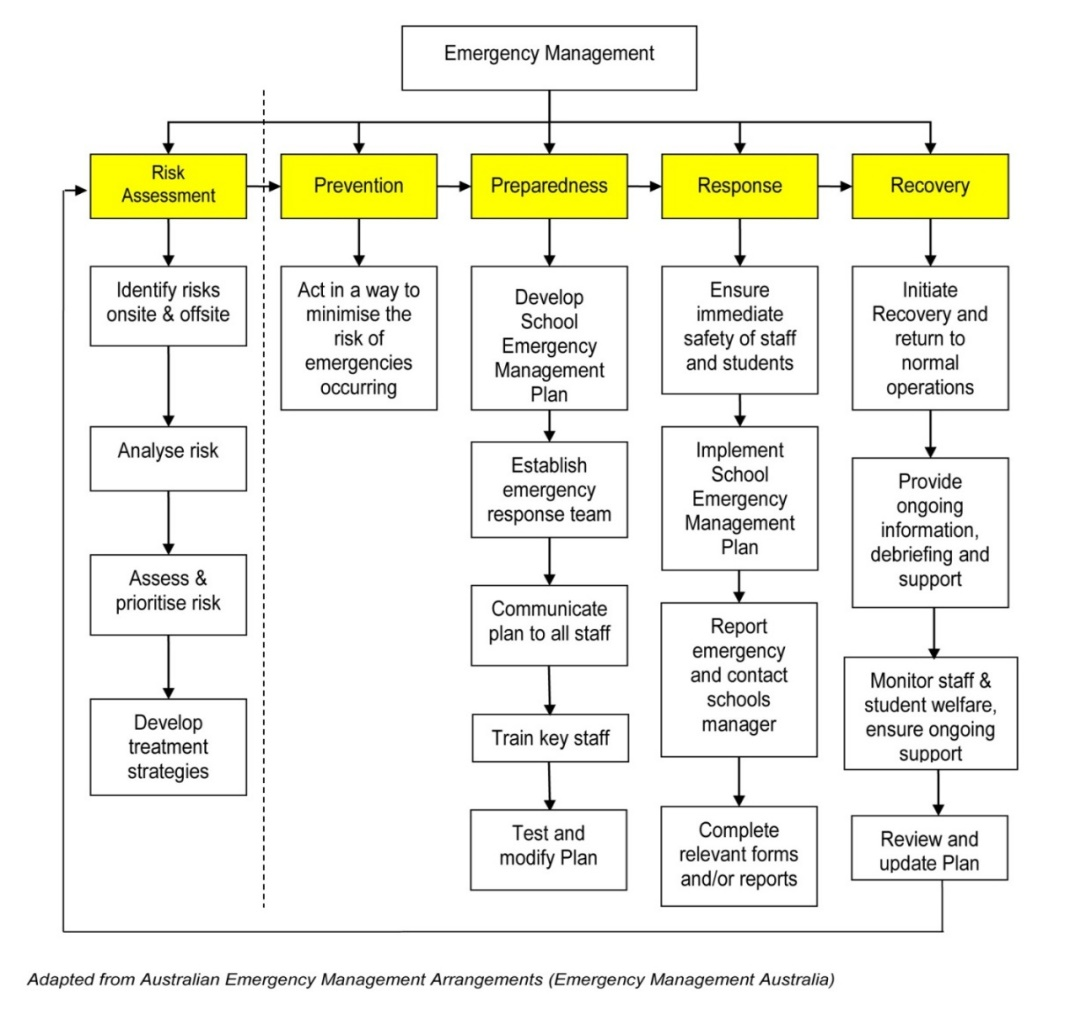 Emergency Management
Risk
Assessment
Prevention
Preparedness
Response
Recovery
Identify risks
onsite & offsite
Analyse risk
Assess &
prioritise risk
Develop
treatment
strategies
Act in a way to
minimise the
risk of
emergencies
occurring
Develop
School
Emergency
Management
Plan
Establish
emergency
response team
Communicate
plan to all staff
Train key staff
Test and
modify Plan
Ensure
immediate
safety of staff
and students
Implement
School
Emergency
Management
Plan
Report
emergency
and contact
schools
manager
Complete
relevant forms
and/or reports
Initiate
Recovery and
return to
normal
operations
Provide
ongoing
information,
debriefing and
support
Monitor staff &
student welfare,
ensure ongoing
support
Review and
update Plan
Adapted from Australian Emergency Management Arrangements (Emergency Management Australia)